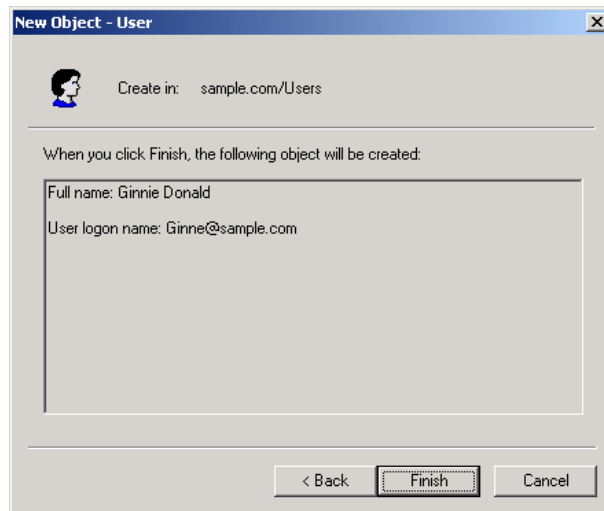 New Object - User
Create in: sample.com/Users
When you click Finish, the following object will be created:
Full name: Ginnie Donald
User logon name: Ginne@sample.com
< Back Finish Cancel